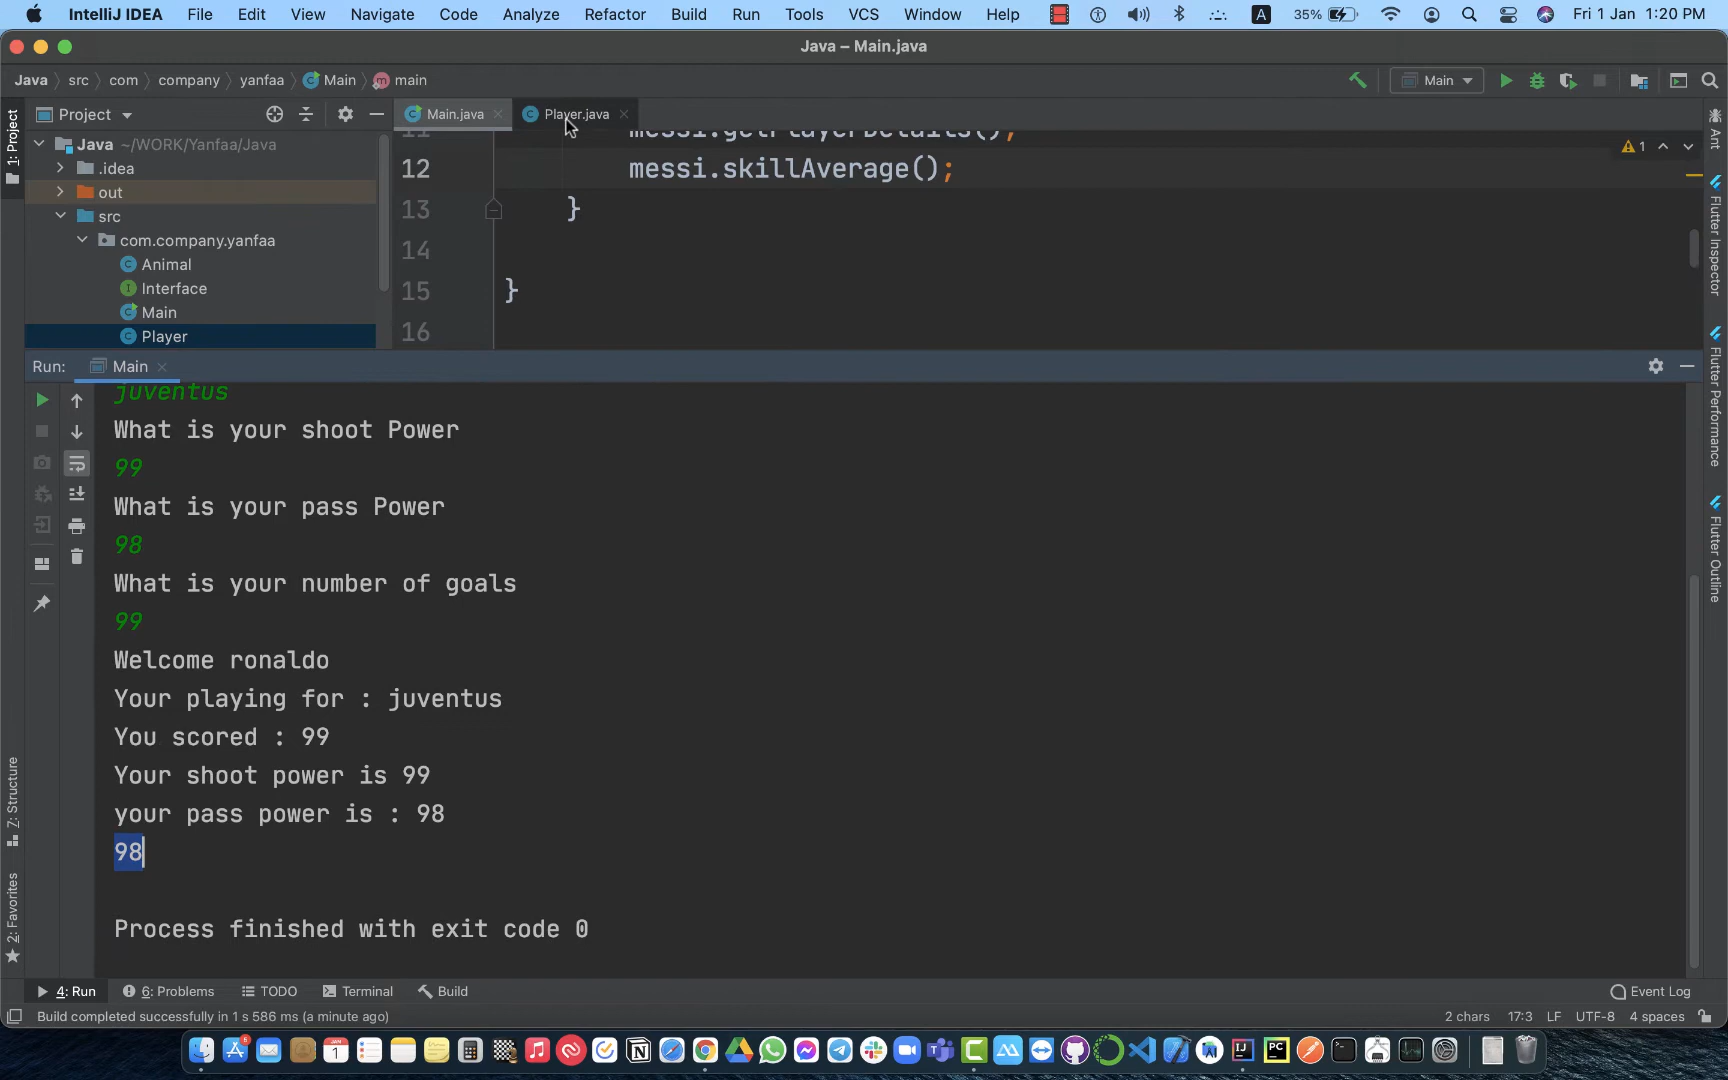 IntelliJ IDEA File Edit View Navigate Code Analyze Refactor Build Run Tools VCS Window Help A 35% Fri 1 Jan 1:20 PM
Java – Main.java
Java src com company yanfaa Main main Main
Project Main.java Player.java
Java ~/WORK/Yanfaa/Java
.idea
out
src
com.company.yanfaa
Animal
Interface
Main
Player
11 messi.getPlayerDetails();
12 messi.skillAverage();
13 }
14
15 }
16
1
1: Project
Z: Structure
2: Favorites
Ant
Flutter Inspector
Flutter Performance
Flutter Outline
Run: Main
juventus
What is your shoot Power
99
What is your pass Power
98
What is your number of goals
99
Welcome ronaldo
Your playing for : juventus
You scored : 99
Your shoot power is 99
your pass power is : 98
98
Process finished with exit code 0
4: Run 6: Problems TODO Terminal Build Event Log
Build completed successfully in 1 s 586 ms (a minute ago) 2 chars 17:3 LF UTF-8 4 spaces